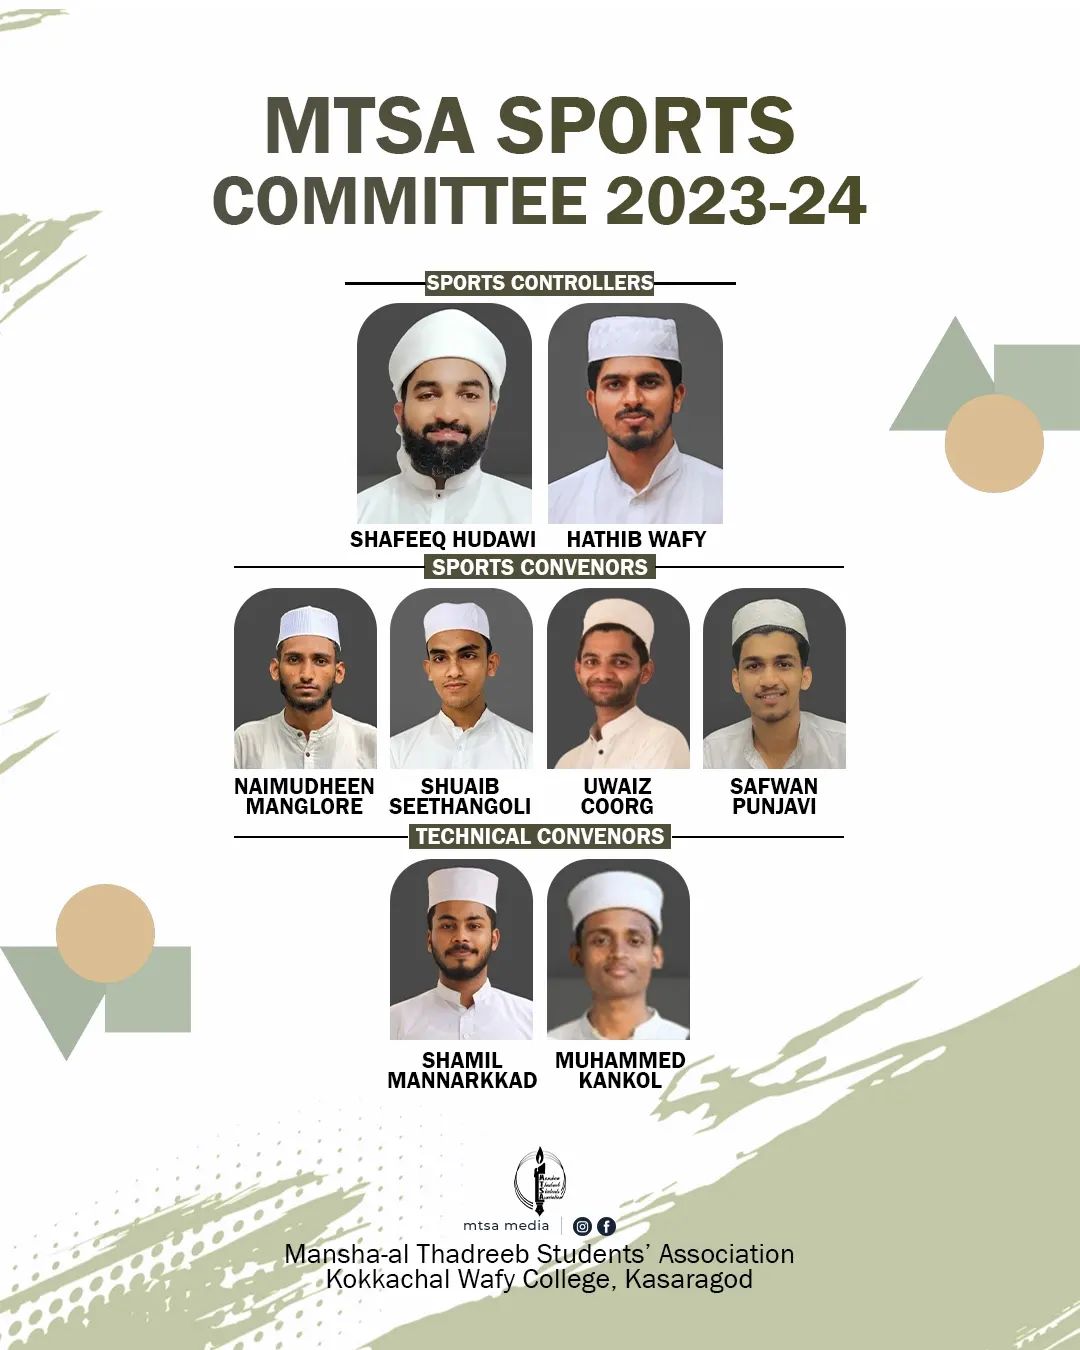 MTSA SPORTS
COMMITTEE 2023-24
SPORTS CONTROLLERS
SHAFEEQ HUDAWI
HATHIB WAFY
SPORTS CONVENORS
NAIMUDHEEN
MANGLORE
SHUAIB
SEETHANGOLI
UWAIZ
COORG
SAFWAN
PUNJAVI
TECHNICAL CONVENORS
SHAMIL
MANNARKKAD
MUHAMMED
KANKOL
mtsa media
Mansha-al Thadreeb Students’ Association
Kokkachal Wafy College, Kasaragod